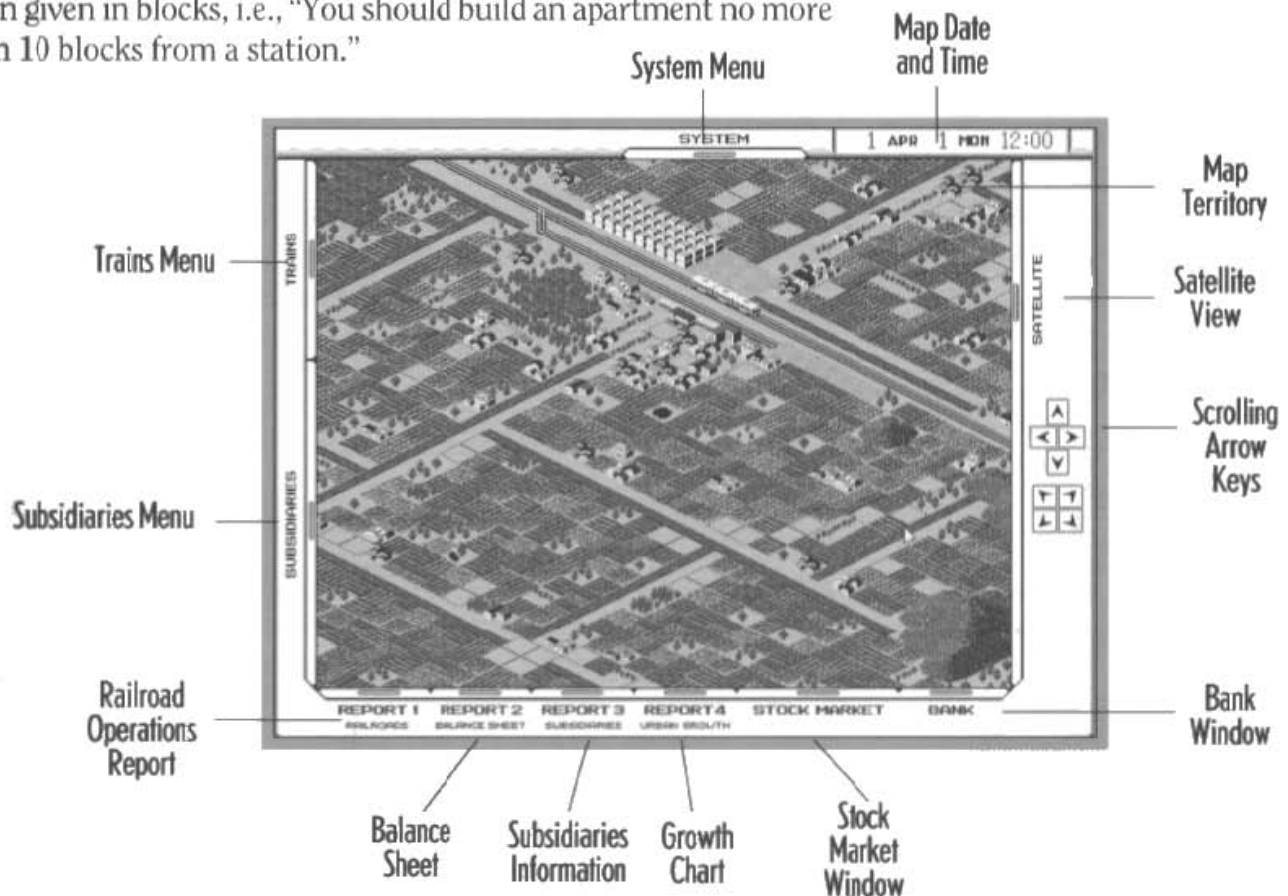 n given in blocks, i.e., “You should build an apartment no more
10 blocks from a station.”
Map Date
and Time
System Menu
SYSTEM
1 APR 1 MON 12:00
Map
Territory
Trains Menu
TRAINS
SATELLITE
Satellite
View
Scrolling
Arrow
Keys
Subsidiaries Menu
SUBSIDIARIES
Railroad
Operations
Report
REPORT 1
REPORT 2
REPORT 3
REPORT 4
STOCK MARKET
BANK
RAILROADS
BALANCE SHEET
SUBSIDIARIES
URBAN GROWTH
Bank
Window
Balance
Sheet
Subsidiaries
Information
Growth
Chart
Stock
Market
Window